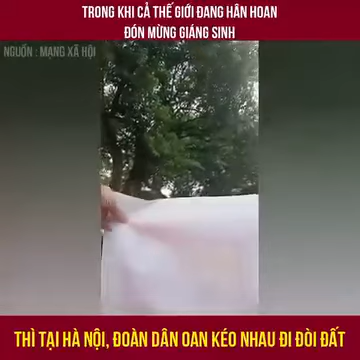 TRONG KHI CẢ THẾ GIỚI ĐANG HÂN HOAN
ĐÓN MỪNG GIÁNG SINH
NGUỒN : MẠNG XÃ HỘI
THÌ TẠI HÀ NỘI, ĐOÀN DÂN OAN KÉO NHAU ĐI ĐÒI ĐẤT